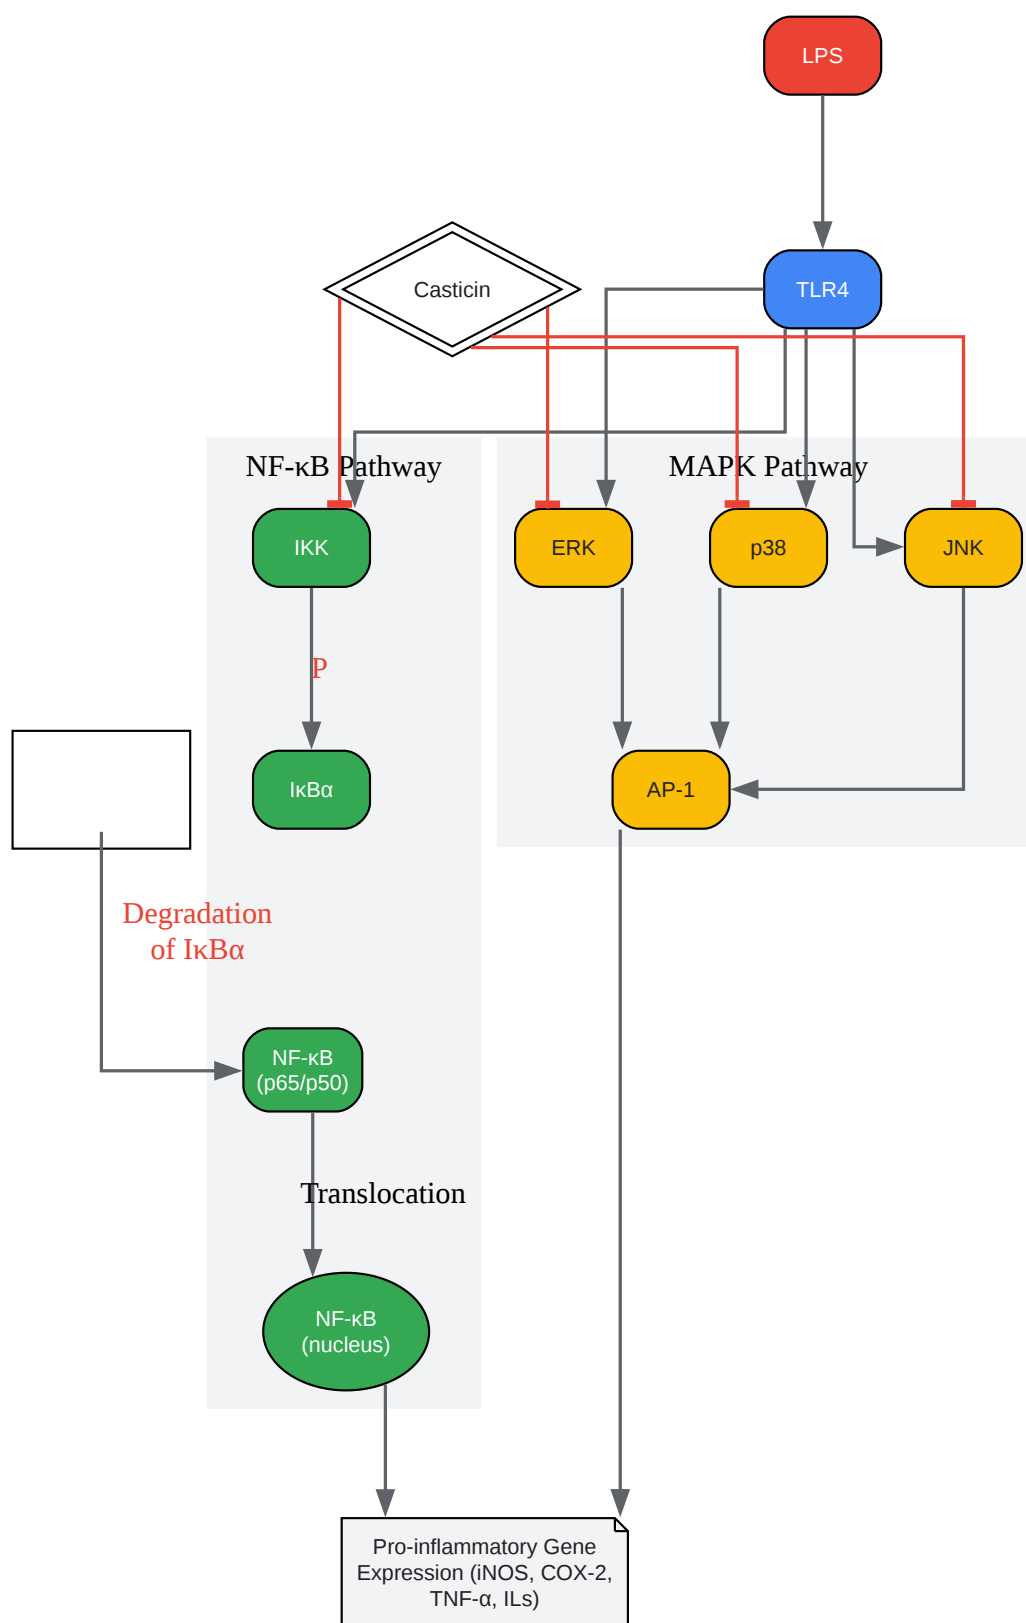 LPS
Casticin
TLR4
NF-κB Pathway
MAPK Pathway
IKK
ERK
p38
JNK
P
IκBα
AP-1
Degradation
of IκBα
NF-κB
(p65/p50)
Translocation
NF-κB
(nucleus)
Pro-inflammatory Gene
Expression (iNOS, COX-2,
TNF-α, ILs)